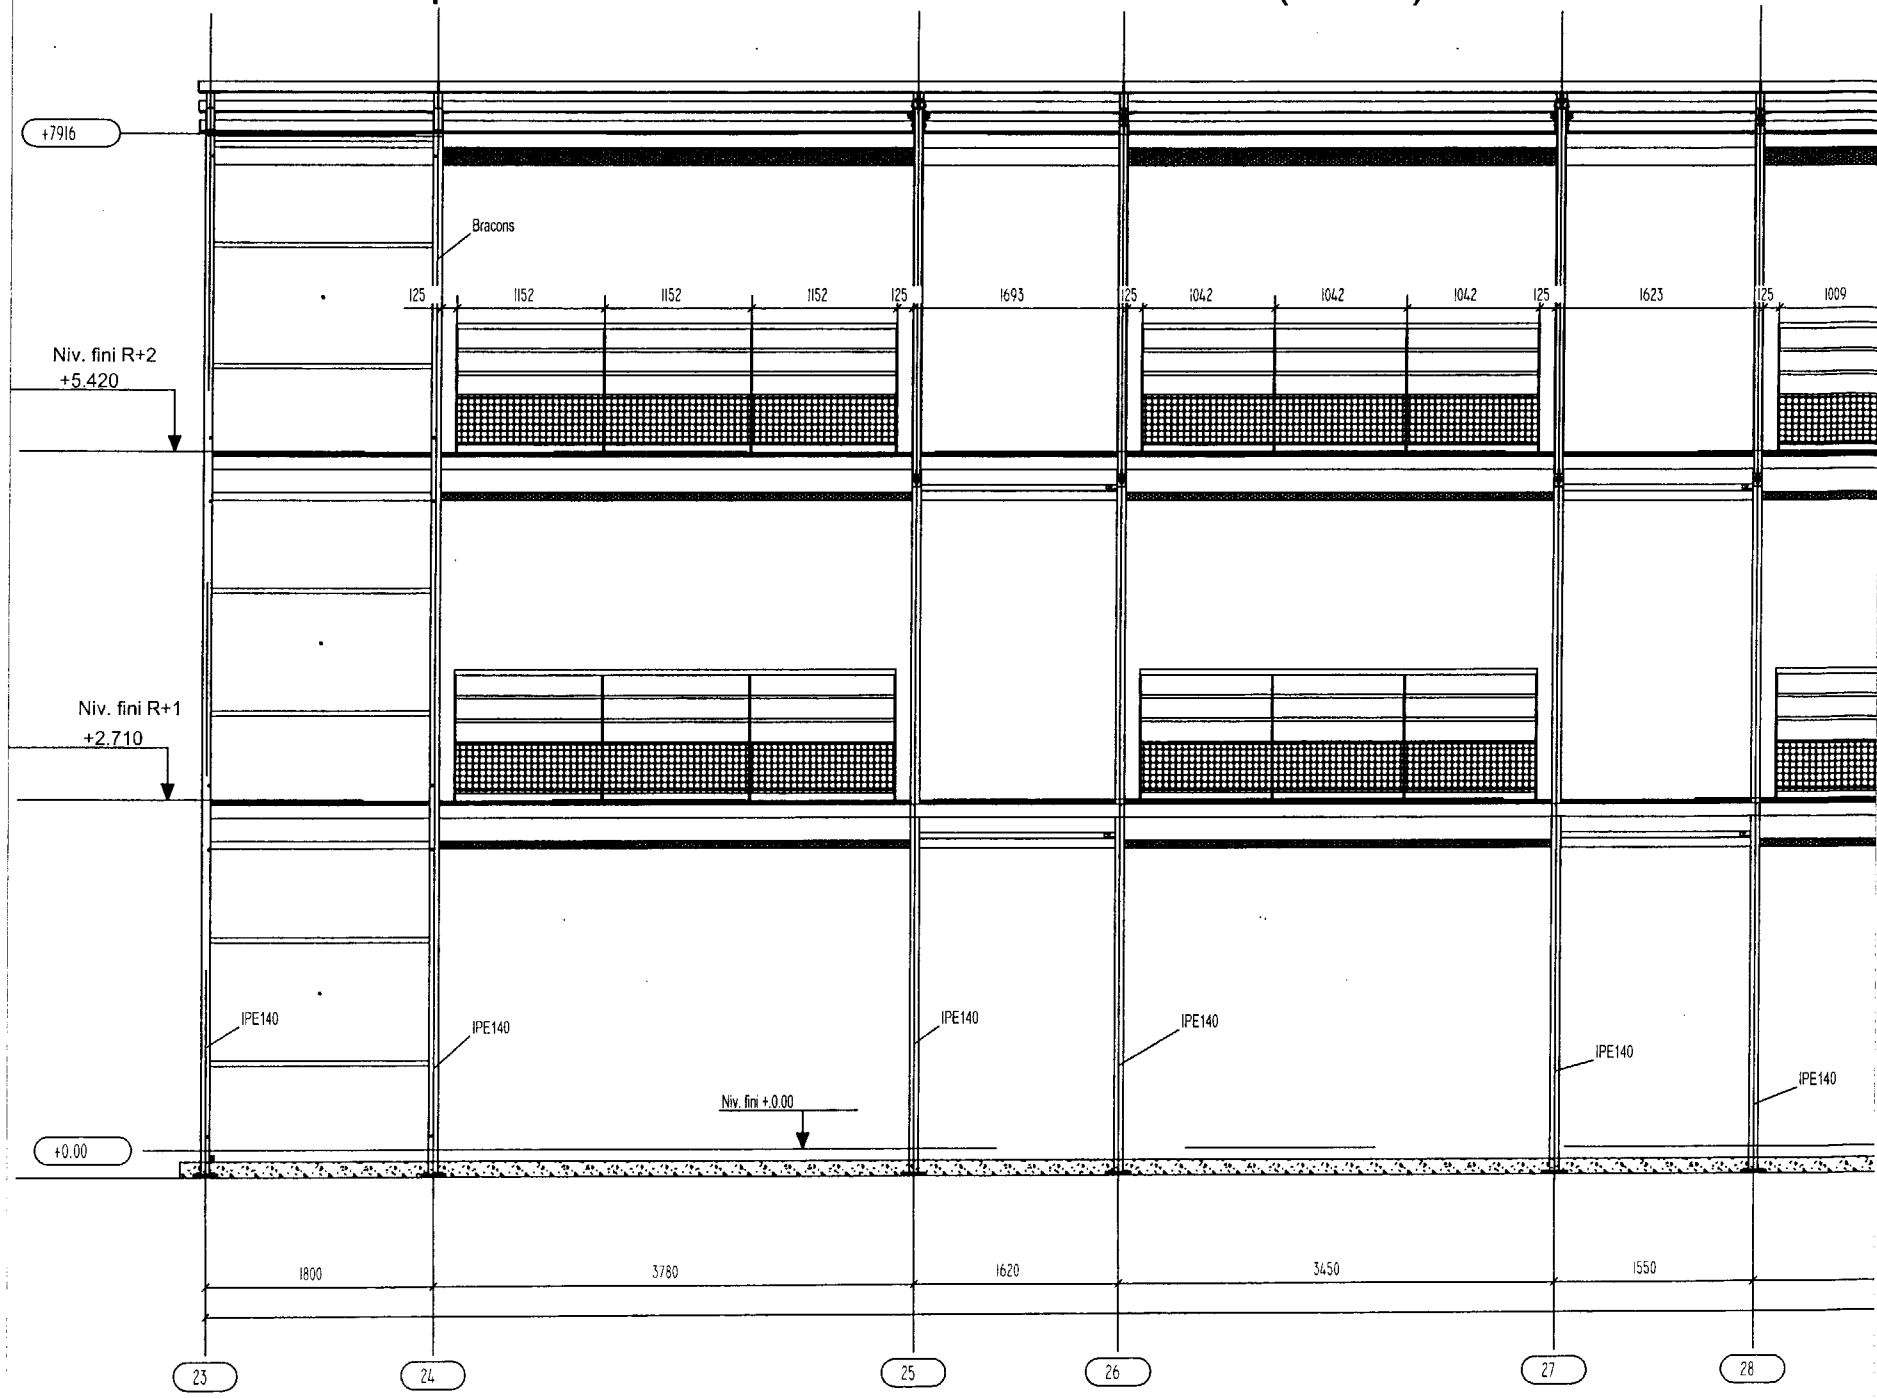 +7916
Bracons
125 1152 1152 1152 125 1693 125 1042 1042 1042 125 1623 125 1009
Niv. fini R+2
+5.420
Niv. fini R+1
+2.710
IPE140
IPE140
IPE140
IPE140
IPE140
IPE140
Niv. fini +.0.00
+0.00
1800 3780 1620 3450 1550
23 24 25 26 27 28